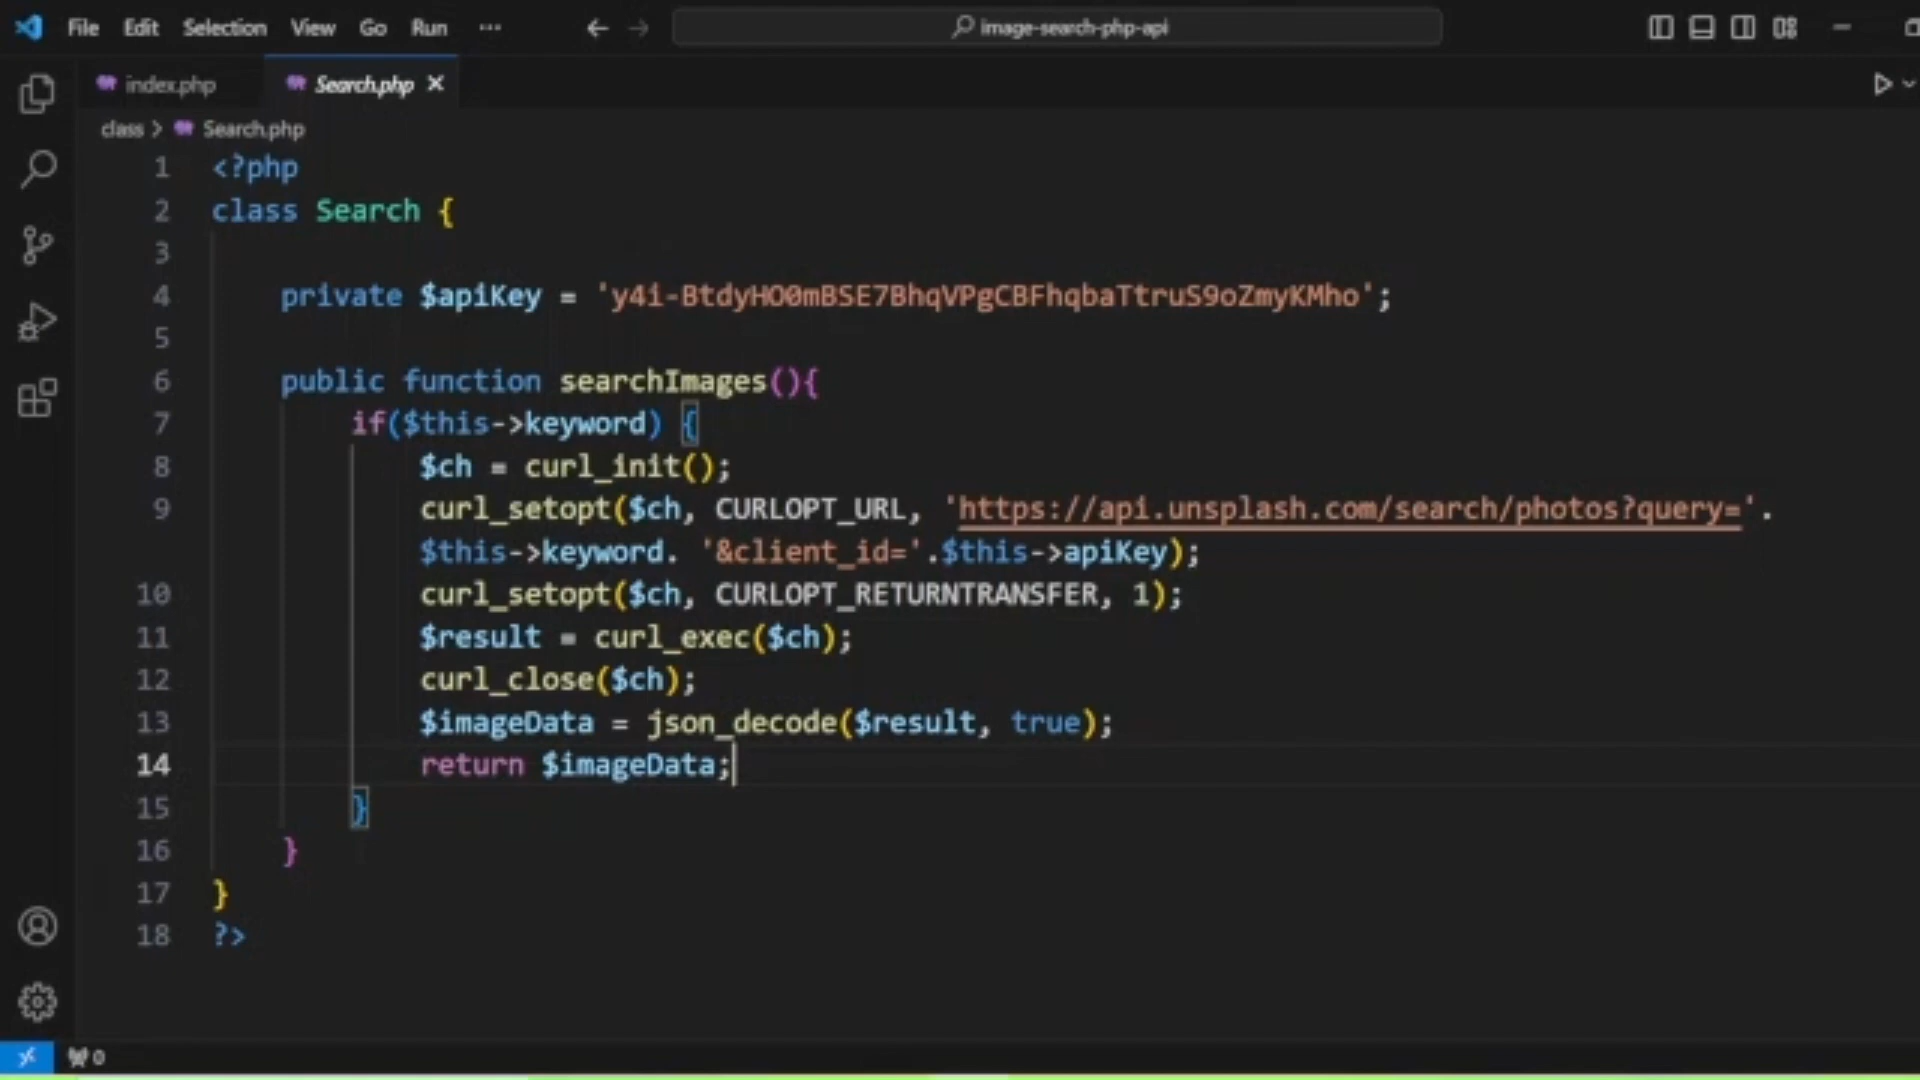 File Edit Selection View Go Run ··· image-search-php-api
index.php Search.php
class > Search.php
1 <?php
2 class Search {
3
4 private $apiKey = 'y4i-BtdyHO0mBSE7BhqVPgCBFhqbaTtruS9oZmyKMho';
5
6 public function searchImages(){
7 if($this->keyword) {
8 $ch = curl_init();
9 curl_setopt($ch, CURLOPT_URL, 'https://api.unsplash.com/search/photos?query='.
$this->keyword. '&client_id='.$this->apiKey);
10 curl_setopt($ch, CURLOPT_RETURNTRANSFER, 1);
11 $result = curl_exec($ch);
12 curl_close($ch);
13 $imageData = json_decode($result, true);
14 return $imageData;
15 }
16 }
17 }
18 ?>
0